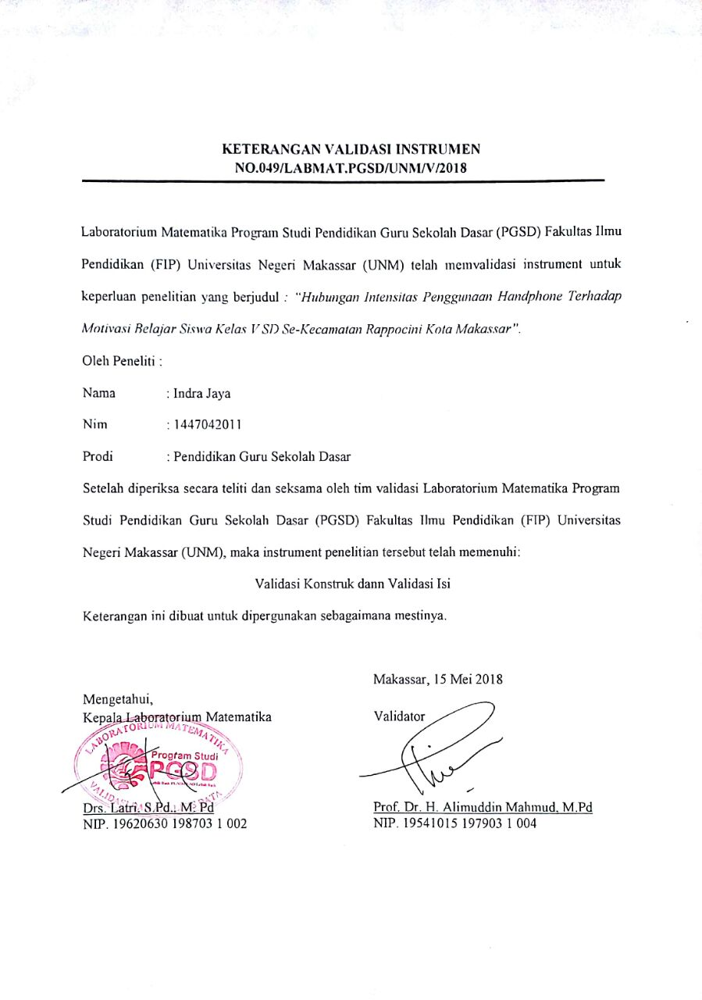 KETERANGAN VALIDASI INSTRUMEN
NO.049/LABMAT.PGSD/UNM/V/2018
Laboratorium Matematika Program Studi Pendidikan Guru Sekolah Dasar (PGSD) Fakultas Ilmu
Pendidikan (FIP) Universitas Negeri Makassar (UNM) telah memvalidasi instrument untuk
keperluan penelitian yang berjudul : “Hubungan Intensitas Penggunaan Handphone Terhadap
Motivasi Belajar Siswa Kelas V SD Se-Kecamatan Rappocini Kota Makassar”.
Oleh Peneliti :
Nama : Indra Jaya
Nim : 1447042011
Prodi : Pendidikan Guru Sekolah Dasar
Setelah diperiksa secara teliti dan seksama oleh tim validasi Laboratorium Matematika Program
Studi Pendidikan Guru Sekolah Dasar (PGSD) Fakultas Ilmu Pendidikan (FIP) Universitas
Negeri Makassar (UNM), maka instrument penelitian tersebut telah memenuhi:
Validasi Konstruk dann Validasi Isi
Keterangan ini dibuat untuk dipergunakan sebagaimana mestinya.
Makassar, 15 Mei 2018
Mengetahui,
Kepala Laboratorium Matematika
Validator
LABORATORIUM MATEMATIKA
Program Studi
PGSD
Drs. Latri, S.Pd., M. Pd
NIP. 19620630 198703 1 002
Prof. Dr. H. Alimuddin Mahmud, M.Pd
NIP. 19541015 197903 1 004